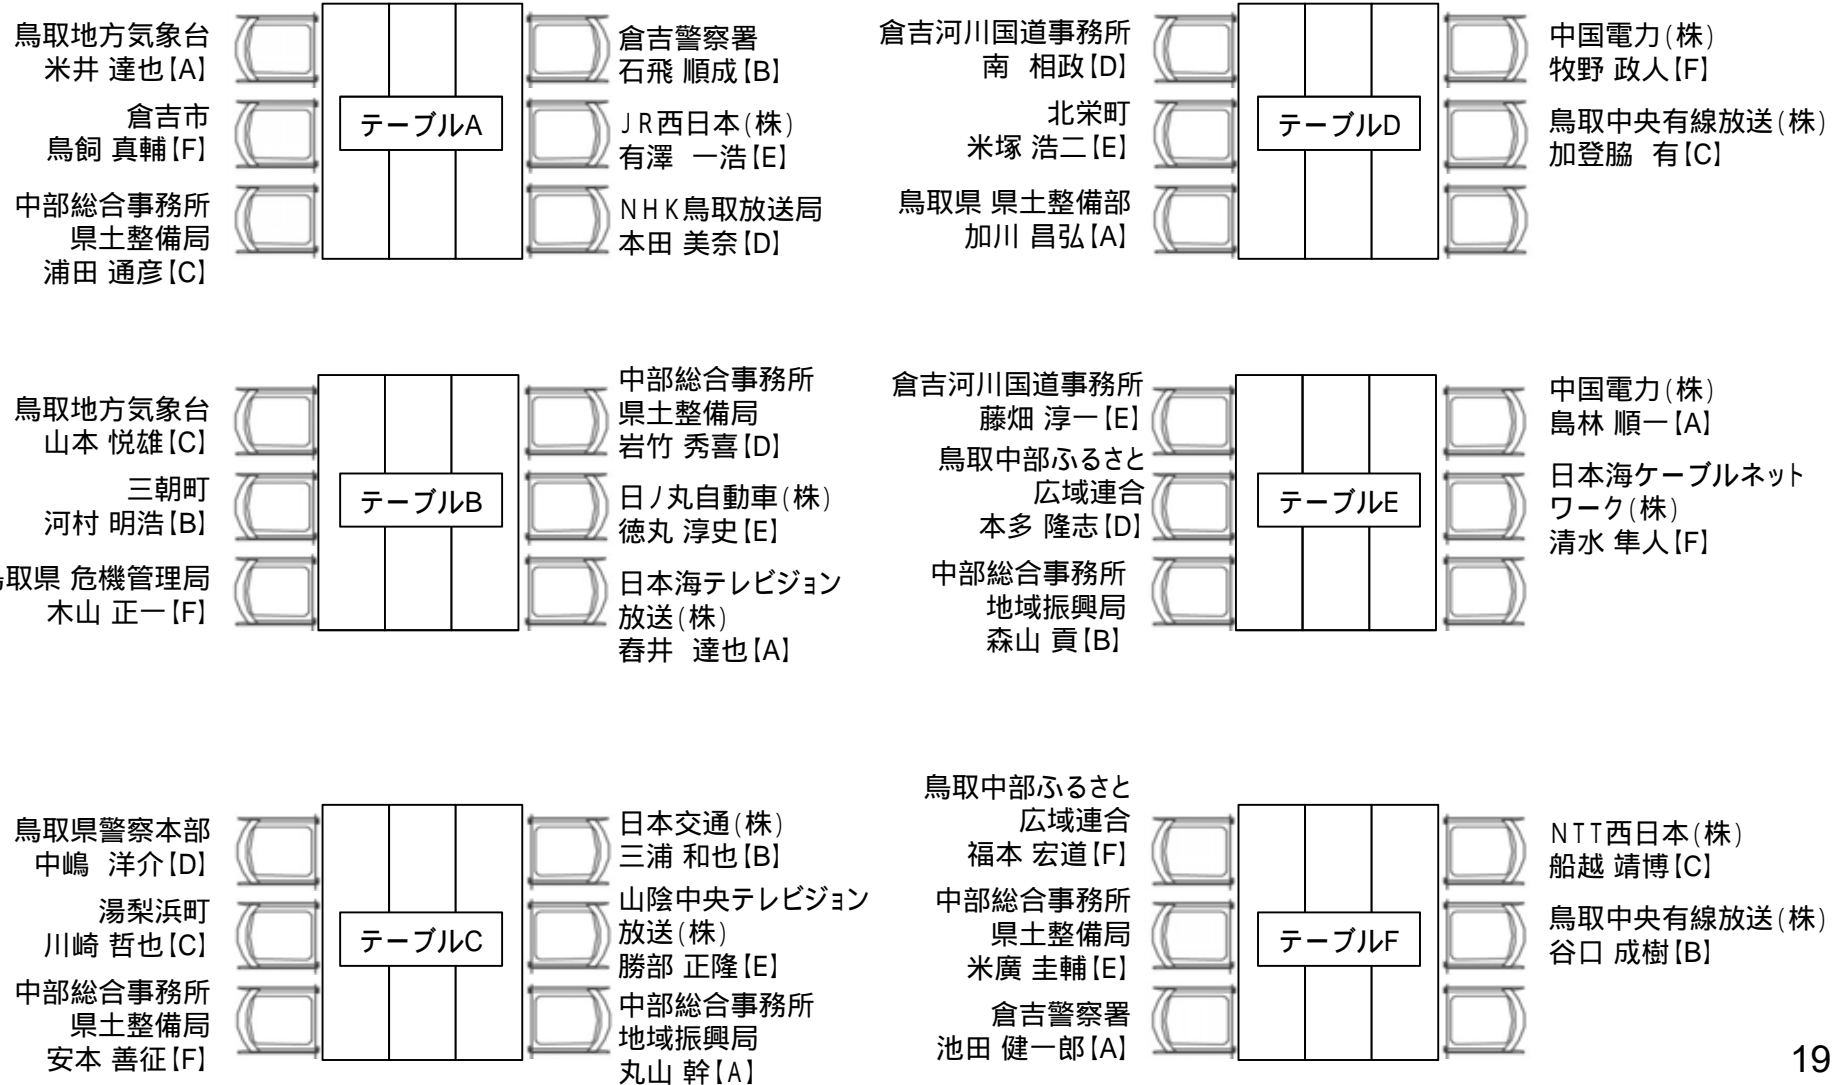 鳥取地方気象台
米井 達也【A】
倉吉市
鳥飼 真輔【F】
中部総合事務所
県土整備局
浦田 通彦【C】
テーブルA
倉吉警察署
石飛 順成【B】
JR西日本(株)
有澤 一浩【E】
NHK鳥取放送局
本田 美奈【D】
倉吉河川国道事務所
南 相政【D】
北栄町
米塚 浩二【E】
鳥取県 県土整備部
加川 昌弘【A】
テーブルD
中国電力(株)
牧野 政人【F】
鳥取中央有線放送(株)
加登脇 有【C】
鳥取地方気象台
山本 悦雄【C】
三朝町
河村 明浩【B】
取県 危機管理局
木山 正一【F】
テーブルB
中部総合事務所
県土整備局
岩竹 秀喜【D】
日ノ丸自動車(株)
徳丸 淳史【E】
日本海テレビジョン
放送(株)
舂井 達也【A】
倉吉河川国道事務所
藤畑 淳一【E】
鳥取中部ふるさと
広域連合
本多 隆志【D】
中部総合事務所
地域振興局
森山 貢【B】
テーブルE
中国電力(株)
島林 順一【A】
日本海ケーブルネット
ワーク(株)
清水 隼人【F】
鳥取県警察本部
中嶋 洋介【D】
湯梨浜町
川崎 哲也【C】
中部総合事務所
県土整備局
安本 善征【F】
テーブルC
日本交通(株)
三浦 和也【B】
山陰中央テレビジョン
放送(株)
勝部 正隆【E】
中部総合事務所
地域振興局
丸山 幹【A】
鳥取中部ふるさと
広域連合
福本 宏道【F】
中部総合事務所
県土整備局
米廣 圭輔【E】
倉吉警察署
池田 健一郎【A】
テーブルF
NTT西日本(株)
船越 靖博【C】
鳥取中央有線放送(株)
谷口 成樹【B】
19